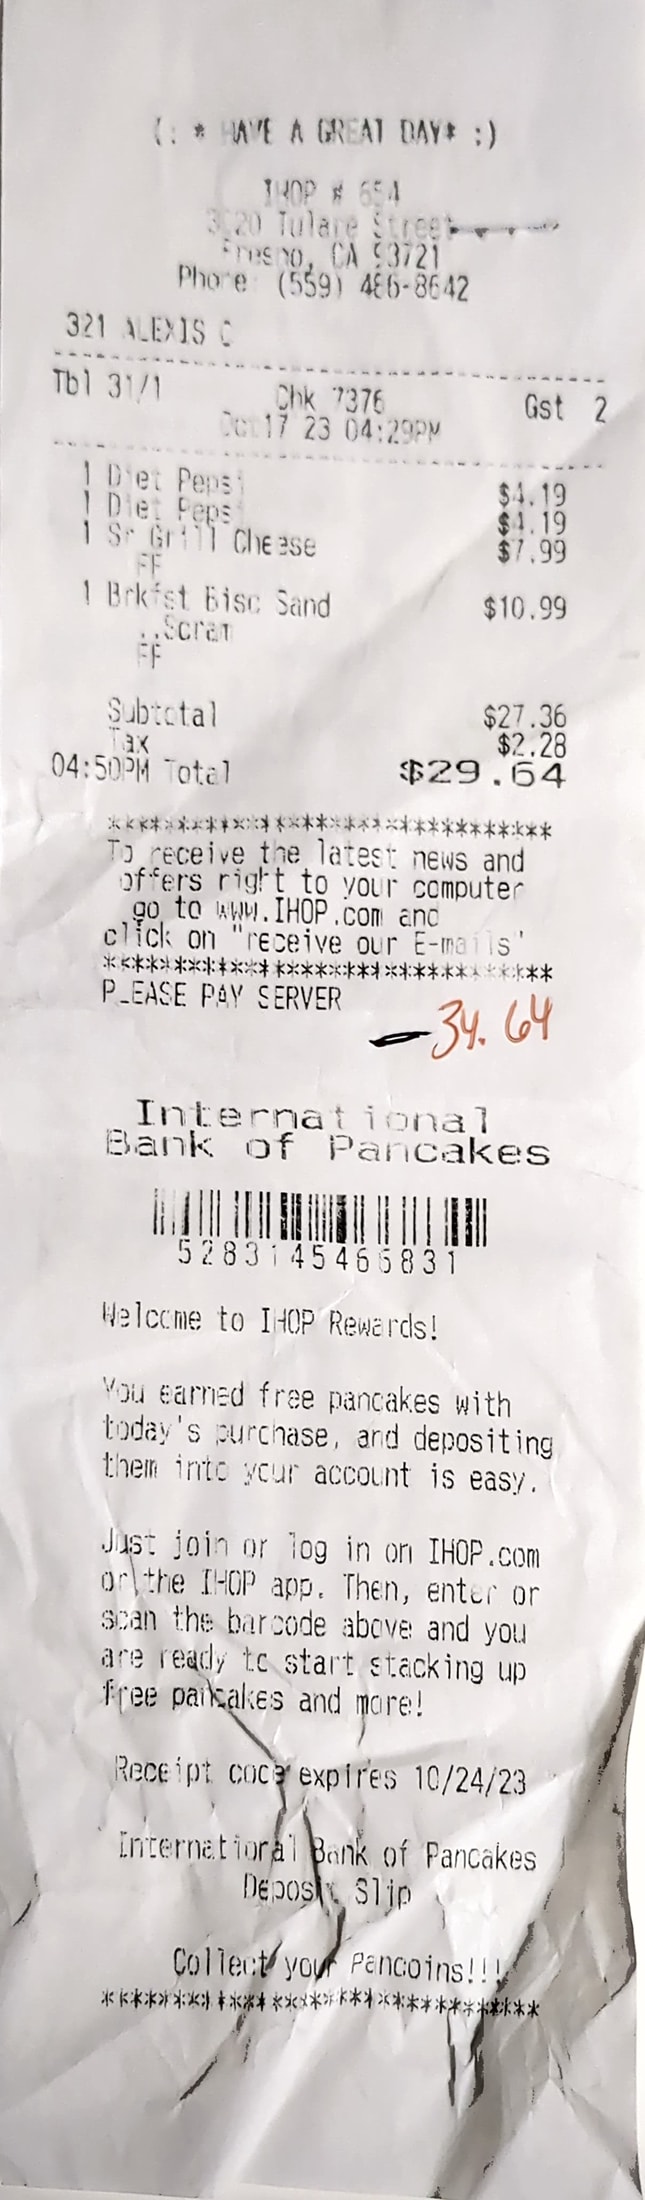 (: * HAVE A GREAT DAY* :)
IHOP # 654
Tulare Street
Fresno, CA 93721
Phone: (559) 486-8642
321 ALEXIS C
Tbl 31/1 Chk 7376 Gst 2
Oct17'23 04:29PM
1 Diet Pepsi $4.19
1 Diet Pepsi $4.19
1 Sr Grill Cheese $7.99
FF
1 Brkfst Bisc Sand $10.99
..Scram
FF
Subtotal $27.36
Tax $2.28
04:50PM Total $29.64
***************************************
To receive the latest news and
offers right to your computer
go to www.IHOP.com and
click on "receive our E-mails"
***************************************
PLEASE PAY SERVER
34.64
International
Bank of Pancakes
5283145466831
Welcome to IHOP Rewards!
You earned free pancakes with
today's purchase, and depositing
them into your account is easy.
Just join or log in on IHOP.com
or the IHOP app. Then, enter or
scan the barcode above and you
are ready to start stacking up
free pancakes and more!
Receipt code expires 10/24/23
International Bank of Pancakes
Deposit Slip
Collect your Pancoins!!!
***************************************